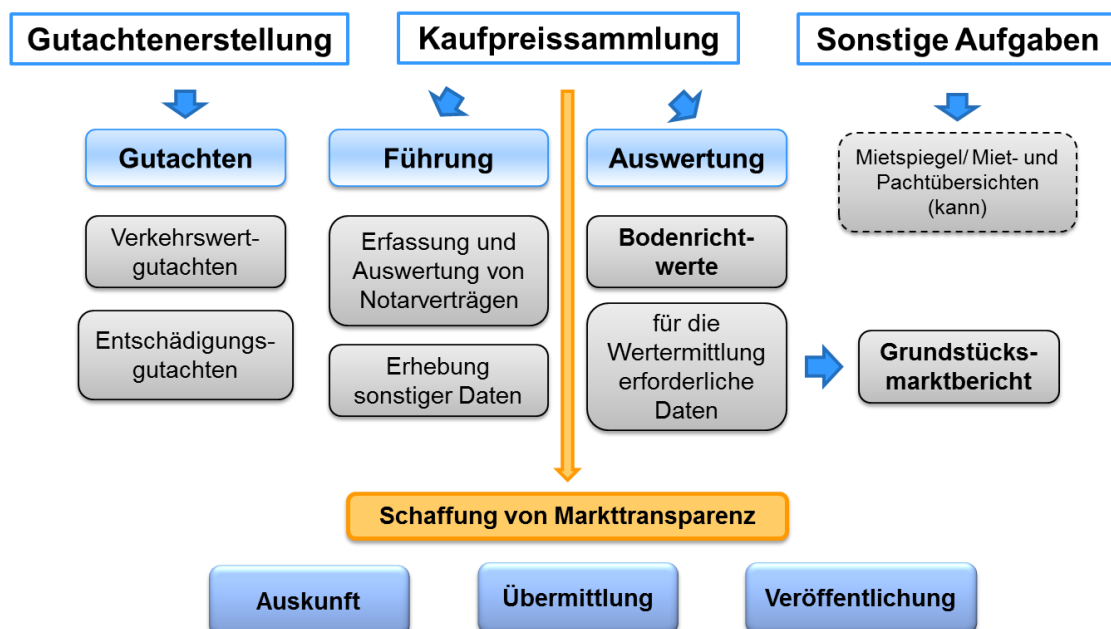 Gutachtenerstellung
Kaufpreissammlung
Sonstige Aufgaben
Gutachten
Führung
Auswertung
Mietspiegel/ Miet- und
Pachtübersichten
(kann)
Verkehrswert-
gutachten
Erfassung und
Auswertung von
Notarverträgen
Bodenricht-
werte
Entschädigungs-
gutachten
Erhebung
sonstiger Daten
für die
Wertermittlung
erforderliche
Daten
Grundstücks-
marktbericht
Schaffung von Markttransparenz
Auskunft
Übermittlung
Veröffentlichung